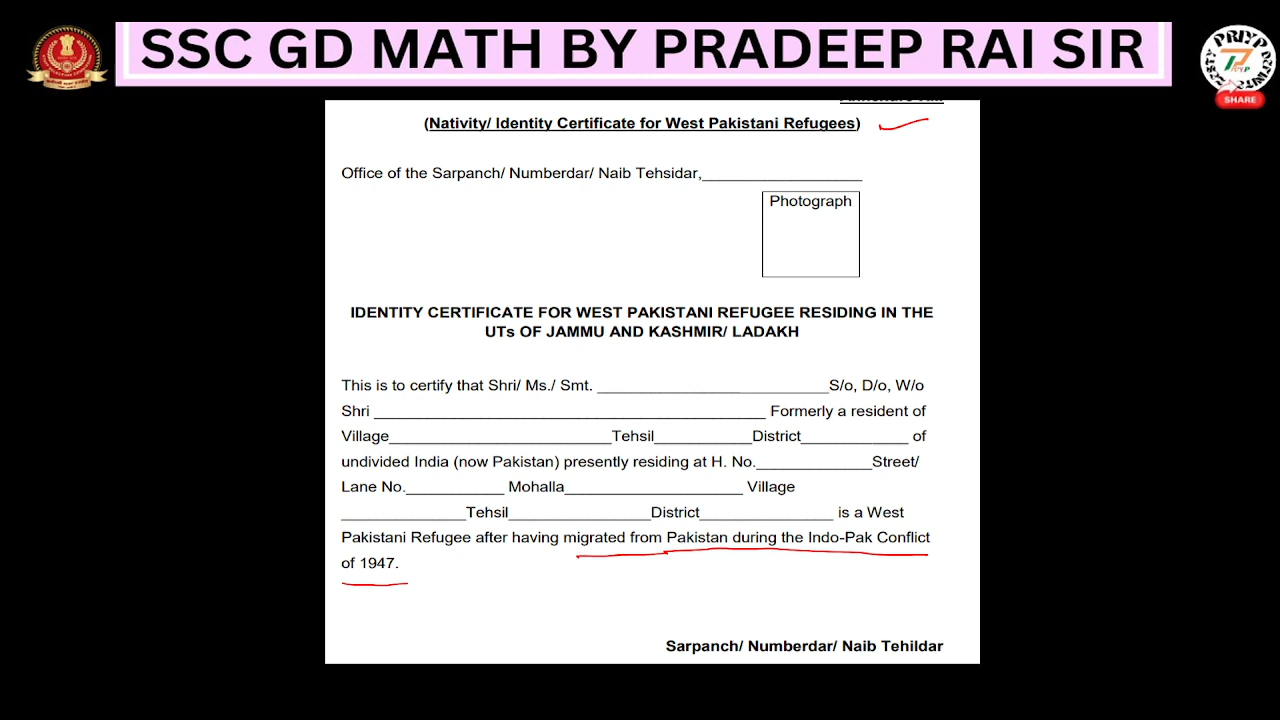 SSC GD MATH BY PRADEEP RAI SIR
SHARE
(Nativity/ Identity Certificate for West Pakistani Refugees)
Office of the Sarpanch/ Numberdar/ Naib Tehsidar,___________________
Photograph
IDENTITY CERTIFICATE FOR WEST PAKISTANI REFUGEE RESIDING IN THE
UTs OF JAMMU AND KASHMIR/ LADAKH
This is to certify that Shri/ Ms./ Smt. ___________________________S/o, D/o, W/o
Shri ______________________________________________ Formerly a resident of
Village__________________________Tehsil___________District____________ of
undivided India (now Pakistan) presently residing at H. No._____________Street/
Lane No.___________ Mohalla_____________________ Village
______________Tehsil________________District_______________ is a West
Pakistani Refugee after having migrated from Pakistan during the Indo-Pak Conflict
of 1947.
Sarpanch/ Numberdar/ Naib Tehildar